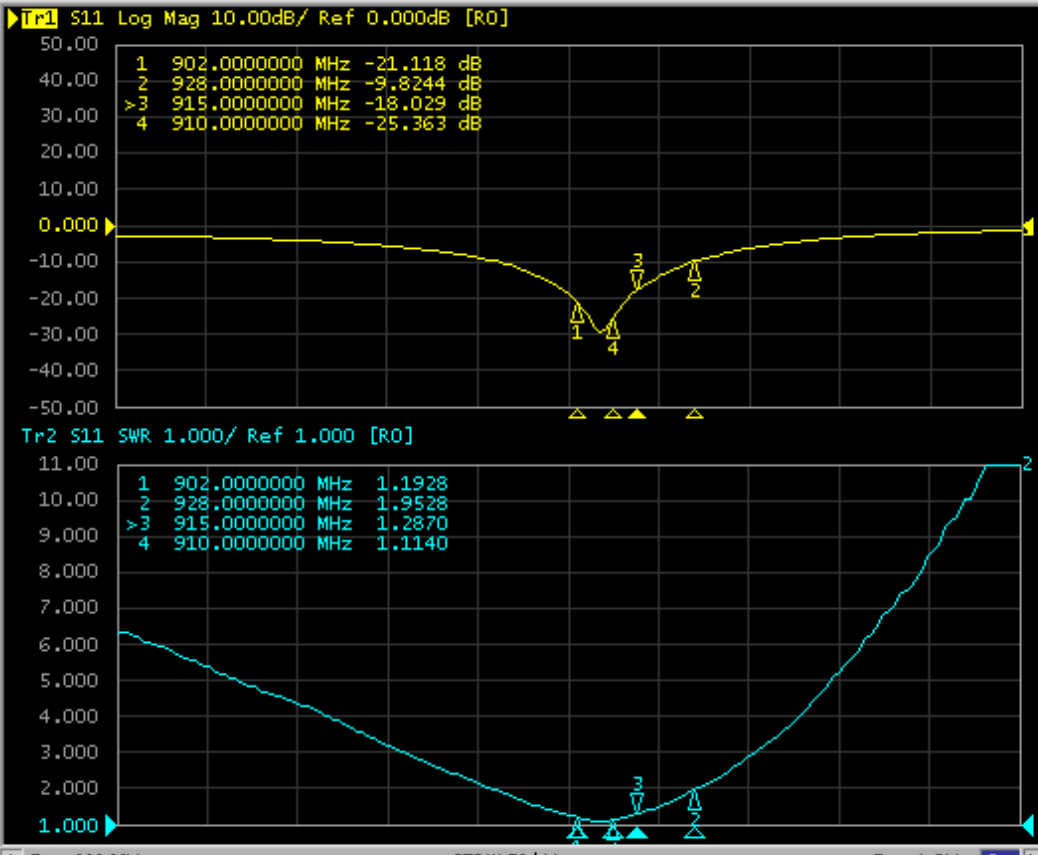 Tr1 S11 Log Mag 10.00dB/ Ref 0.000dB [RO]
50.00
1 902.0000000 MHz -21.118 dB
40.00
2 928.0000000 MHz -9.8244 dB
>3 915.0000000 MHz -18.029 dB
30.00
4 910.0000000 MHz -25.363 dB
20.00
10.00
0.000
-10.00
3
2
-20.00
1
-30.00
4
-40.00
-50.00
Tr2 S11 SWR 1.000/ Ref 1.000 [RO]
11.00
2
1 902.0000000 MHz 1.1928
10.00
2 928.0000000 MHz 1.9528
>3 915.0000000 MHz 1.2870
9.000
4 910.0000000 MHz 1.1140
8.000
7.000
6.000
5.000
4.000
3.000
2.000
3
2
1.000